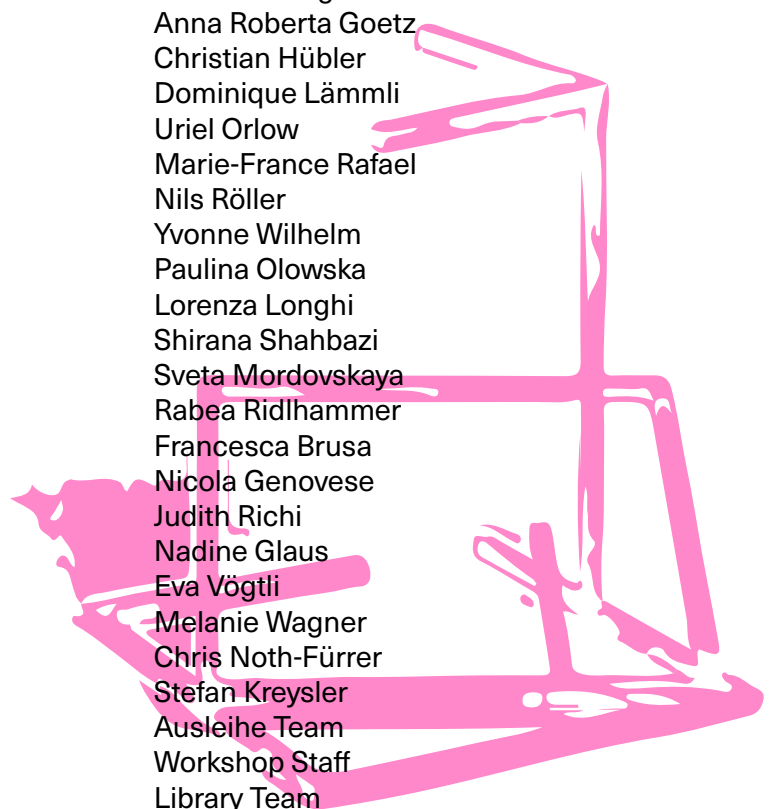 Anna Roberta Goetz
Christian Hübler
Dominique Lämmli
Uriel Orlow
Marie-France Rafael
Nils Röller
Yvonne Wilhelm
Paulina Olowska
Lorenza Longhi
Shirana Shahbazi
Sveta Mordovskaya
Rabea Ridlhammer
Francesca Brusa
Nicola Genovese
Judith Richi
Nadine Glaus
Eva Vögtli
Melanie Wagner
Chris Noth-Fürrer
Stefan Kreysler
Ausleihe Team
Workshop Staff
Library Team